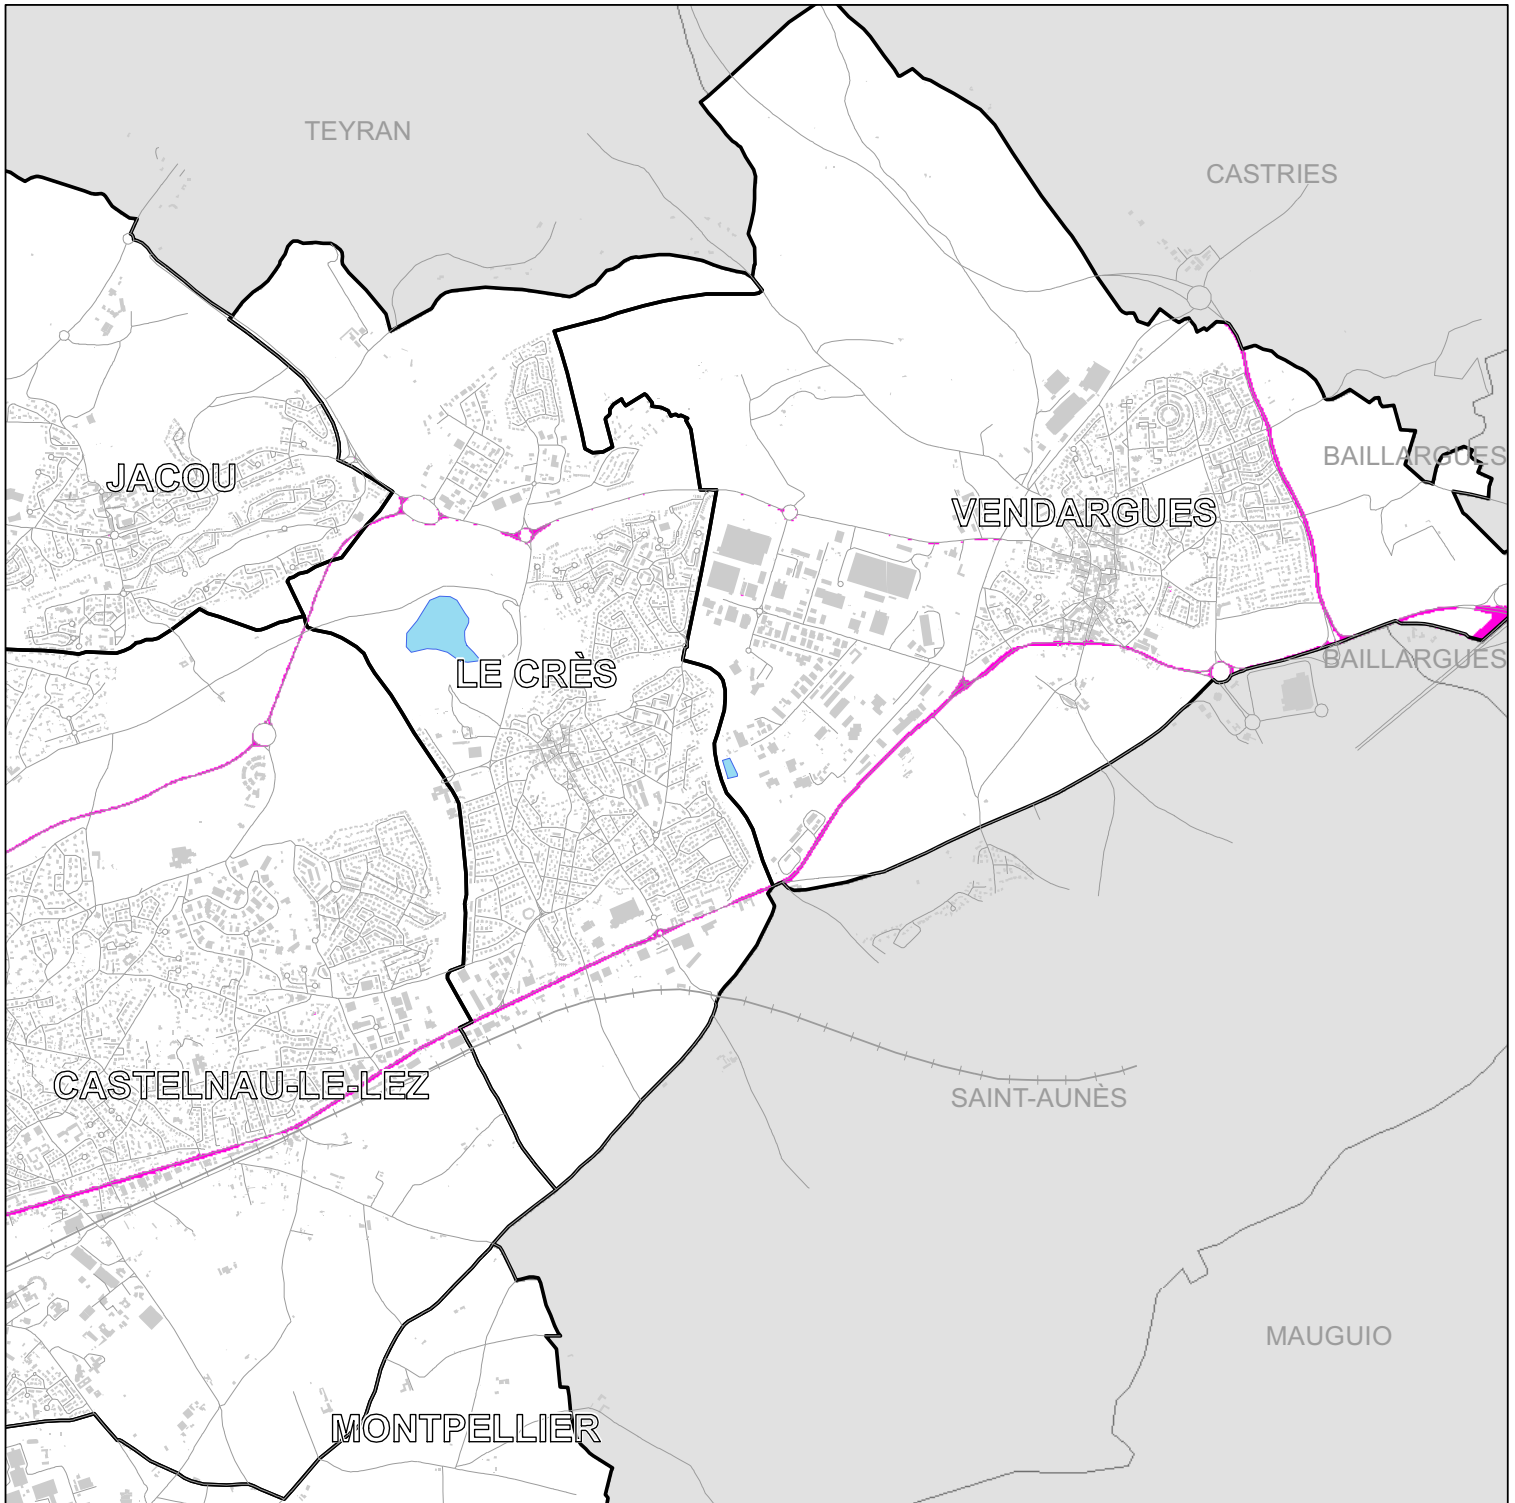 TEYRAN
CASTRIES
BAILLARGUES
JACOU
VENDARGUES
BAILLARGUES
LE CRÈS
CASTELNAU-LE-LEZ
SAINT-AUNÈS
MAUGUIO
MONTPELLIER